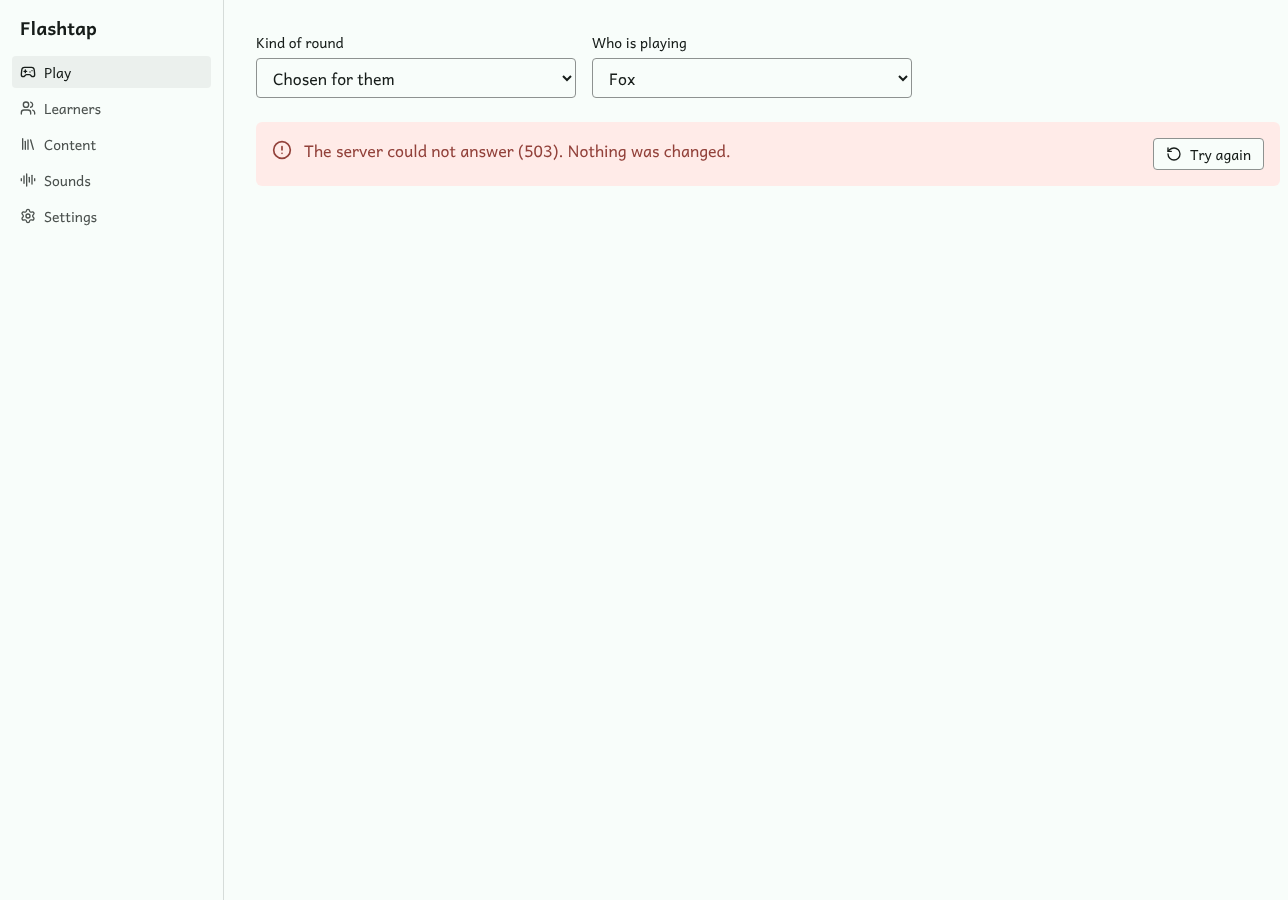 Flashtap
Play
Learners
Content
Sounds
Settings
Kind of round
Who is playing
Chosen for them
Fox
The server could not answer (503). Nothing was changed.
Try again